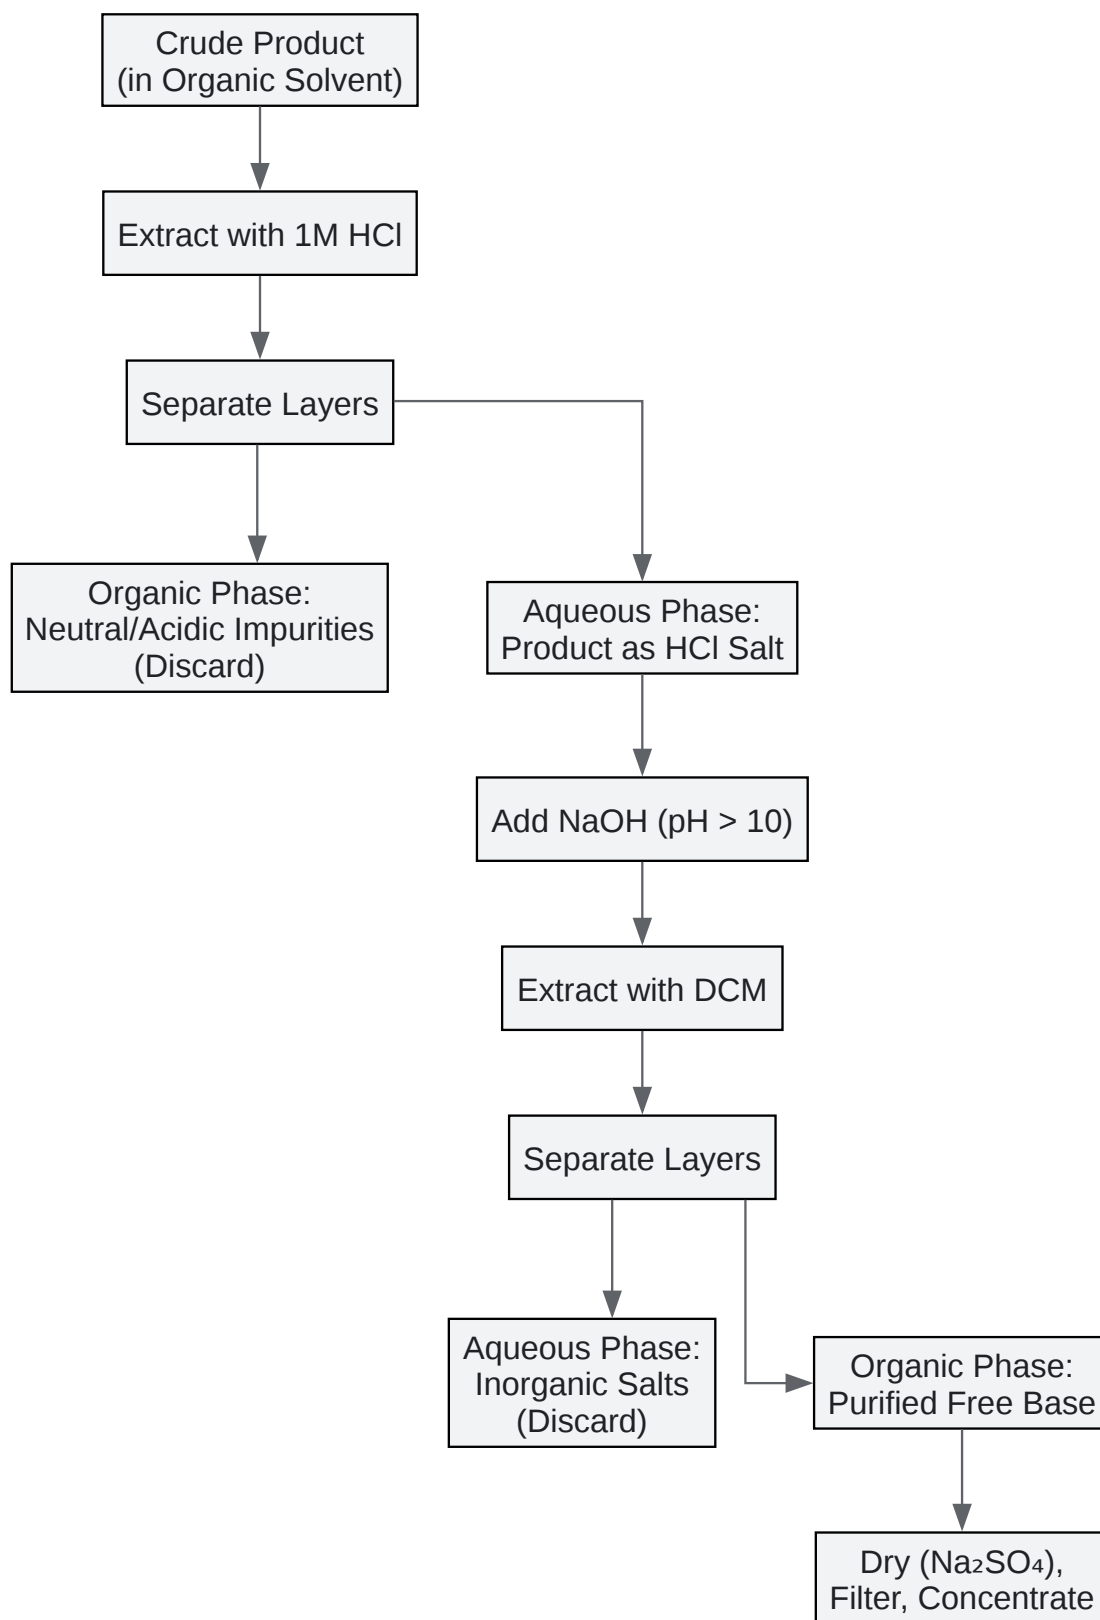 Crude Product
(in Organic Solvent)
Extract with 1M HCl
Separate Layers
Organic Phase:
Neutral/Acidic Impurities
(Discard)
Aqueous Phase:
Product as HCl Salt
Add NaOH (pH > 10)
Extract with DCM
Separate Layers
Aqueous Phase:
Inorganic Salts
(Discard)
Organic Phase:
Purified Free Base
Dry (Na₂SO₄),
Filter, Concentrate